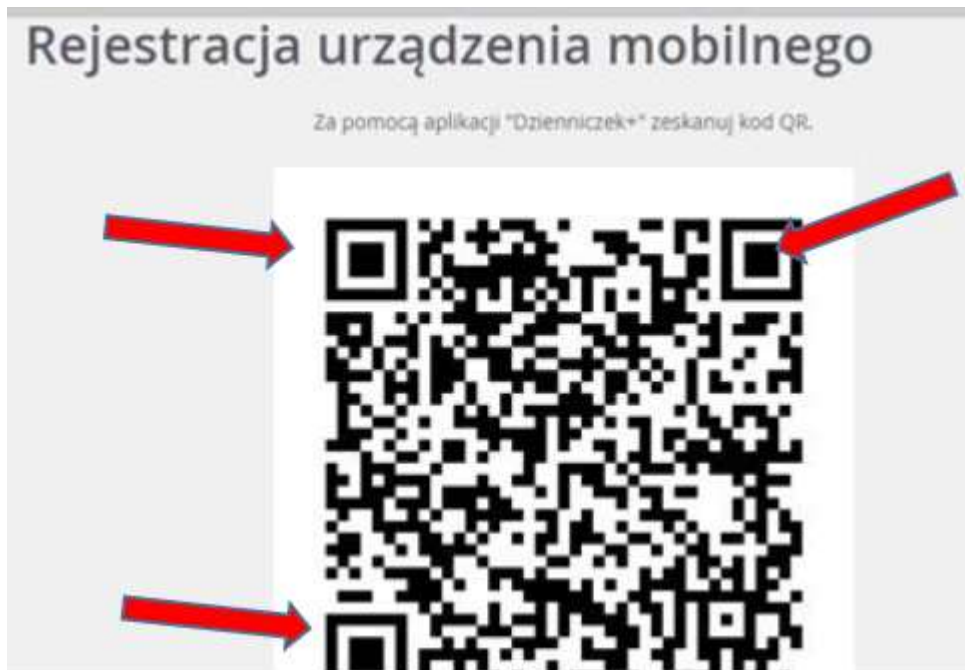 Rejestracja urządzenia mobilnego
Za pomocą aplikacji "Dzienniczek+" zeskanuj kod QR.